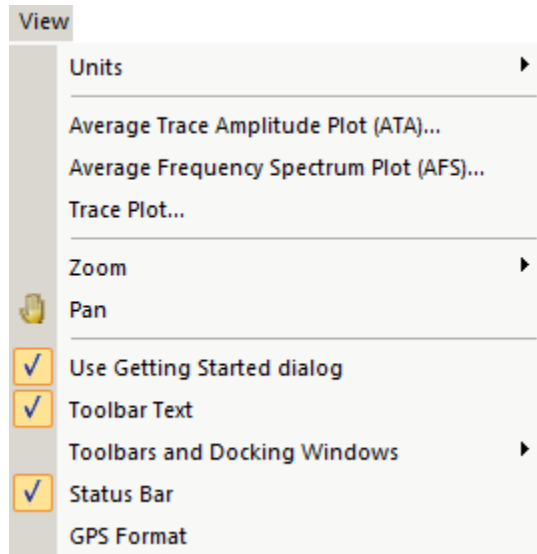 View
Units
Average Trace Amplitude Plot (ATA)...
Average Frequency Spectrum Plot (AFS)...
Trace Plot...
Zoom
Pan
Use Getting Started dialog
Toolbar Text
Toolbars and Docking Windows
Status Bar
GPS Format